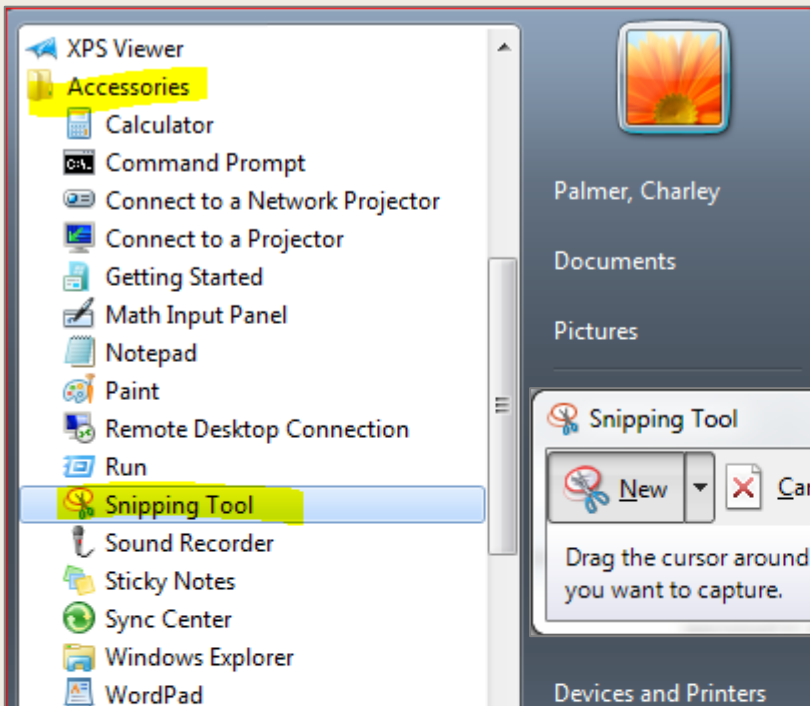 XPS Viewer
Accessories
Calculator
Command Prompt
Connect to a Network Projector
Connect to a Projector
Getting Started
Math Input Panel
Notepad
Paint
Remote Desktop Connection
Run
Snipping Tool
Sound Recorder
Sticky Notes
Sync Center
Windows Explorer
WordPad
Palmer, Charley
Documents
Pictures
Snipping Tool
New
Drag the cursor around
you want to capture.
Devices and Printers